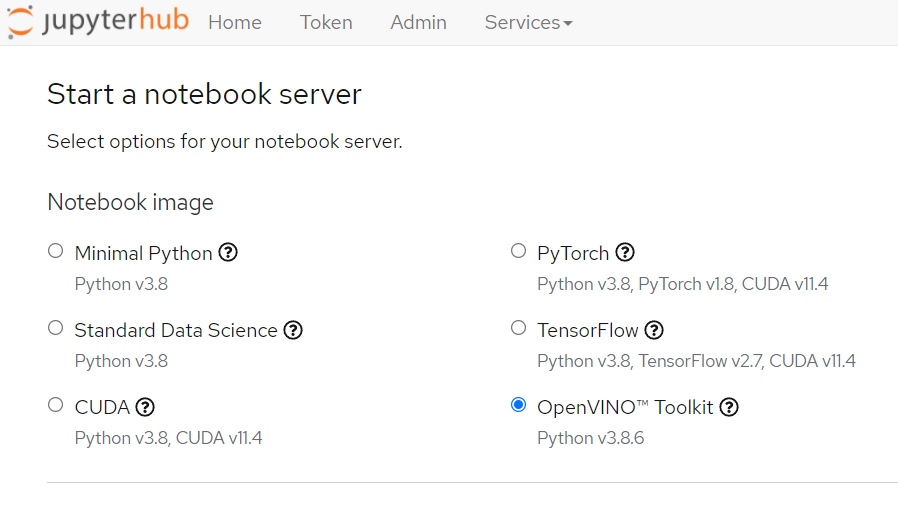 jupyterhub Home Token Admin Services
Start a notebook server
Select options for your notebook server.
Notebook image
Minimal Python
Python v3.8
Standard Data Science
Python v3.8
CUDA
Python v3.8, CUDA v11.4
PyTorch
Python v3.8, PyTorch v1.8, CUDA v11.4
TensorFlow
Python v3.8, TensorFlow v2.7, CUDA v11.4
OpenVINO™ Toolkit
Python v3.8.6